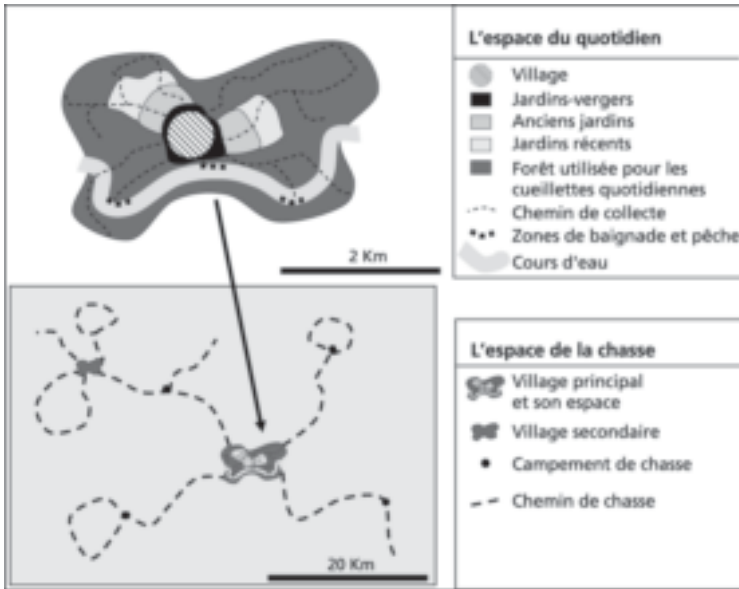 L'espace du quotidien
Village
Jardins-vergers
Anciens jardins
Jardins récents
Forêt utilisée pour les
cueillettes quotidiennes
Chemin de collecte
Zones de baignade et pêche
Cours d'eau
2 Km
L'espace de la chasse
Village principal
et son espace
Village secondaire
Campement de chasse
Chemin de chasse
20 Km